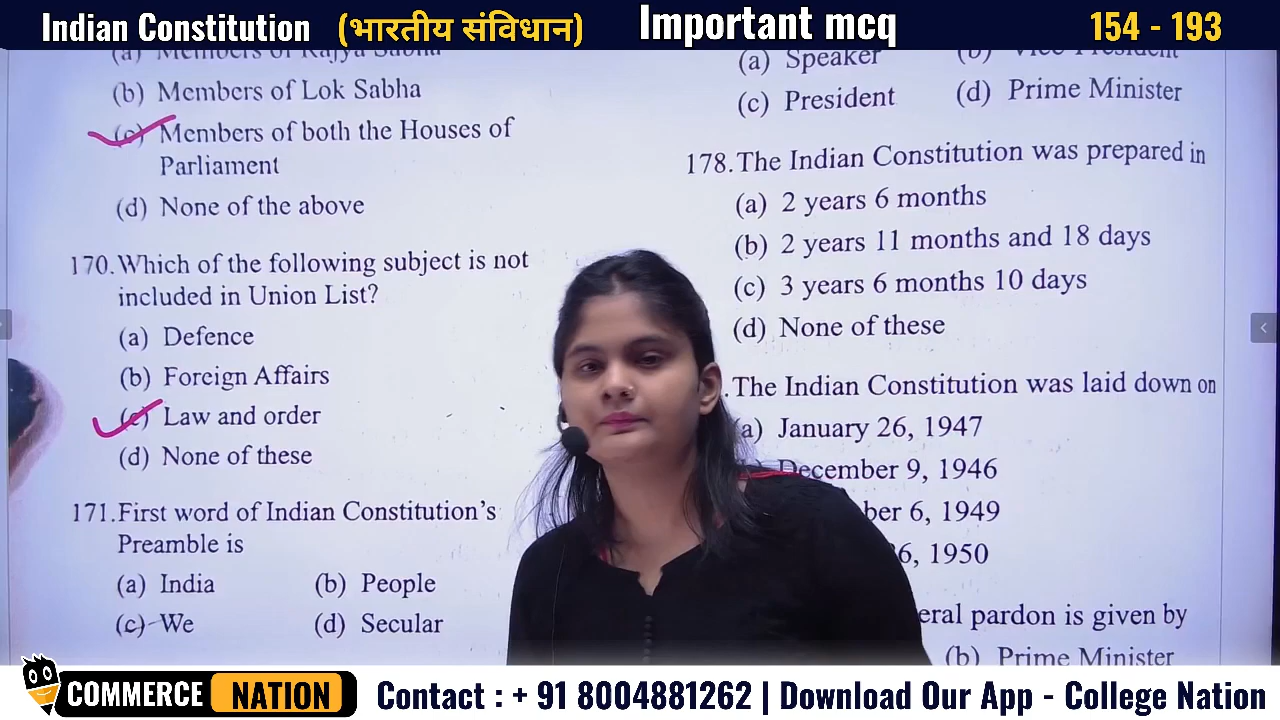 Indian Constitution (भारतीय संविधान) Important mcq 154 - 193
(a) Members of Rajya Sabha
(b) Members of Lok Sabha
(c) Members of both the Houses of
Parliament
(d) None of the above
170. Which of the following subject is not
included in Union List?
(a) Defence
(b) Foreign Affairs
(c) Law and order
(d) None of these
171. First word of Indian Constitution's
Preamble is
(a) India (b) People
(c) We (d) Secular
(a) Speaker (b) Vice-President
(c) President (d) Prime Minister
178. The Indian Constitution was prepared in
(a) 2 years 6 months
(b) 2 years 11 months and 18 days
(c) 3 years 6 months 10 days
(d) None of these
. The Indian Constitution was laid down on
a) January 26, 1947
December 9, 1946
ber 6, 1949
6, 1950
eral pardon is given by
(b) Prime Minister
COMMERCE NATION
Contact : + 91 8004881262 | Download Our App - College Nation